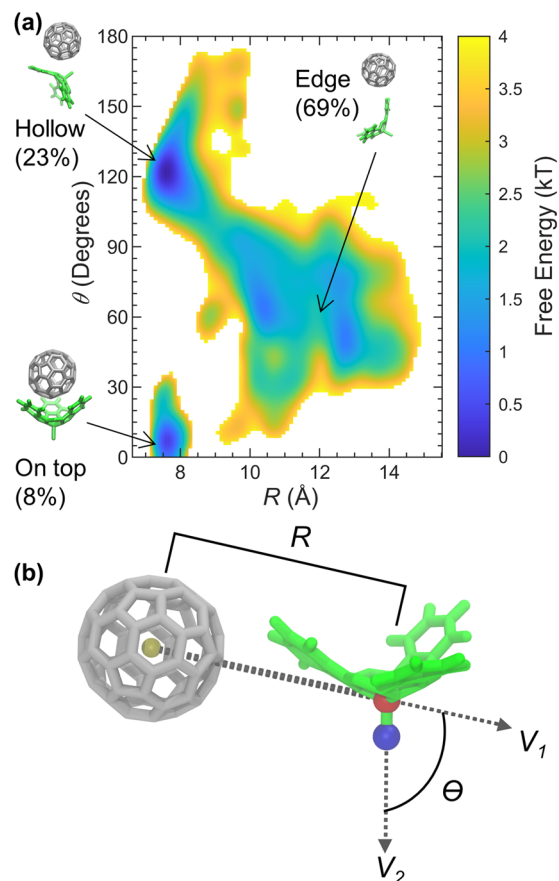 (a)
180
150
120
90
60
30
0
θ (Degrees)
8
10
12
14
R (Å)
Hollow
(23%)
Edge
(69%)
On top
(8%)
4
3.5
3
2.5
2
1.5
1
0.5
0
Free Energy (kT)
(b)
R
V1
Θ
V2